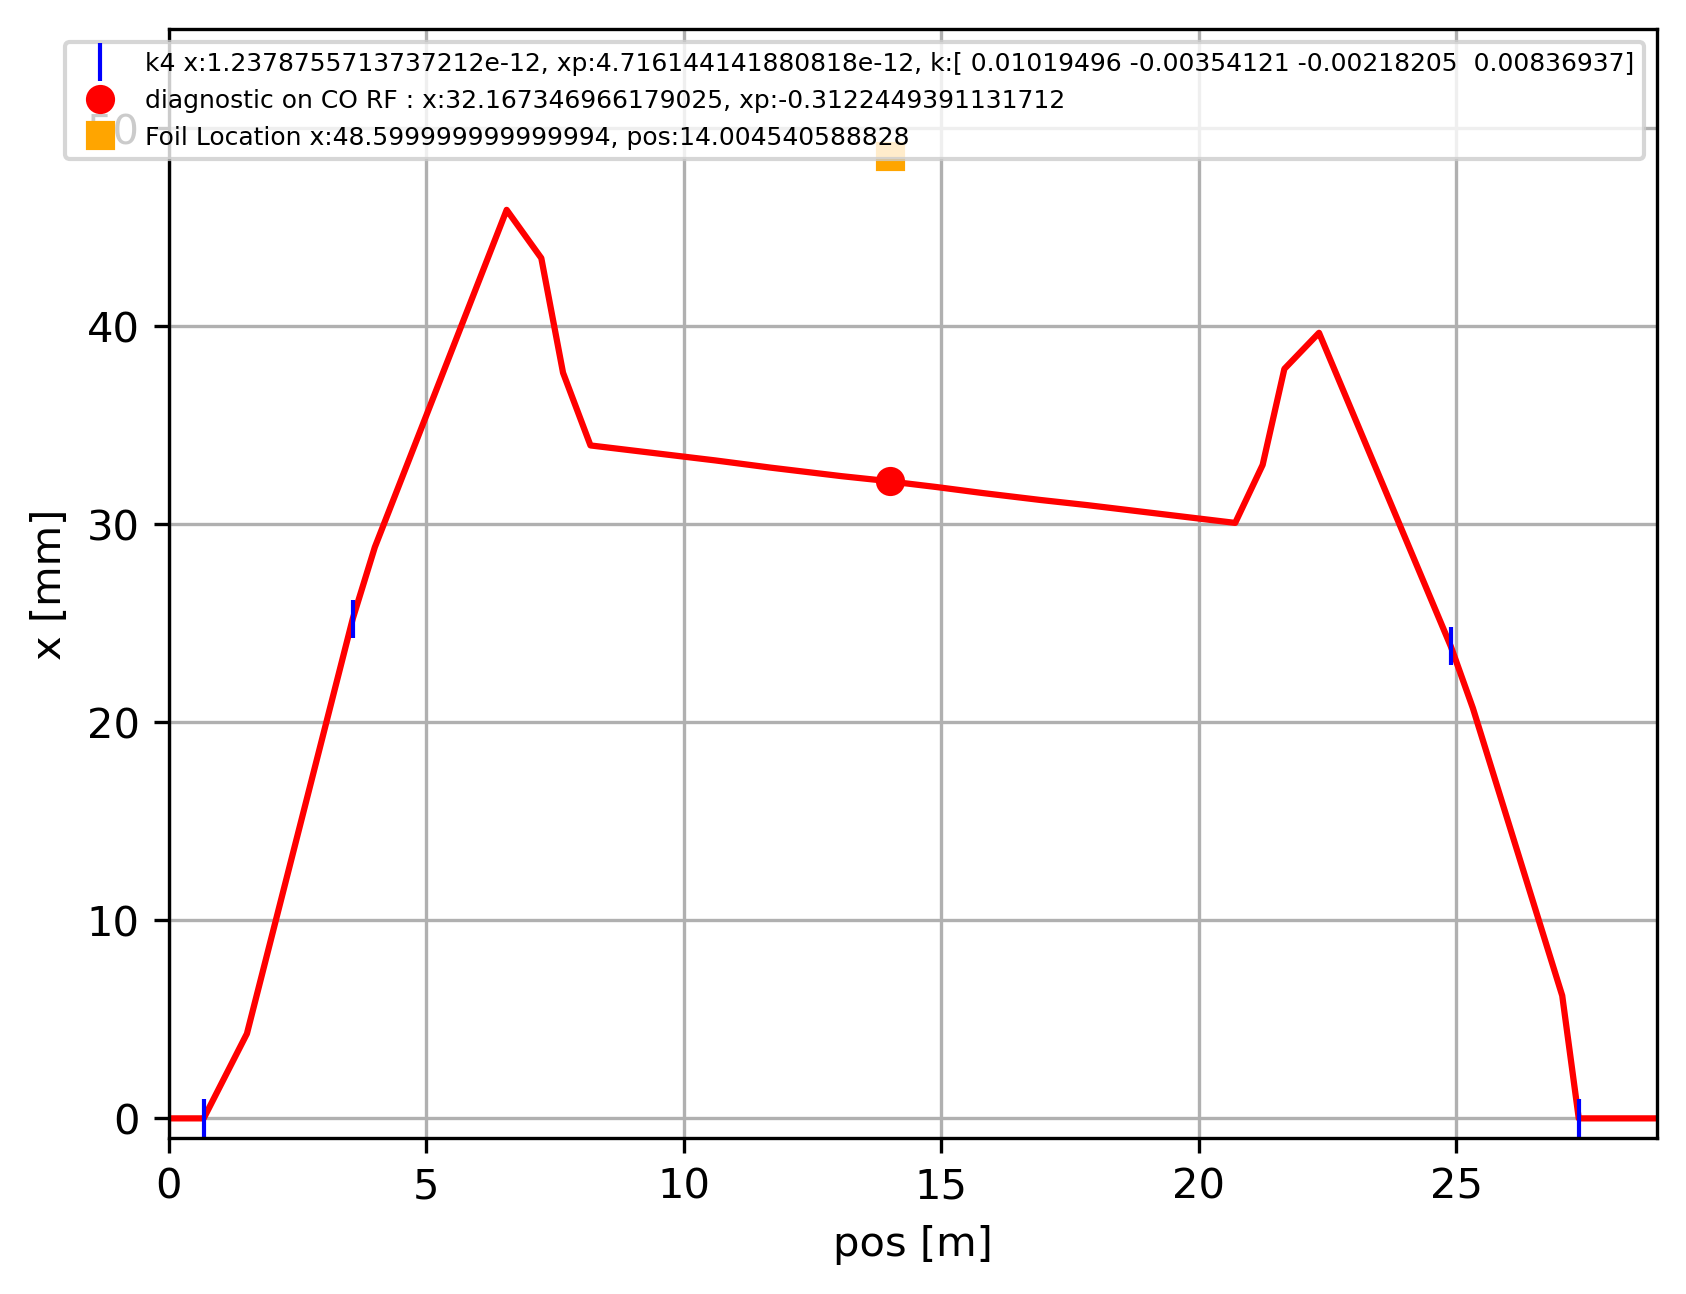 k4 x:1.2378755713737212e-12, xp:4.716144141880818e-12, k:[ 0.01019496 -0.00354121 -0.00218205  0.00836937]
diagnostic on CO RF : x:32.167346966179025, xp:-0.3122449391131712
Foil Location x:48.599999999999994, pos:14.004540588828
50
40
30
20
10
0
x [mm]
0 5 10 15 20 25
pos [m]